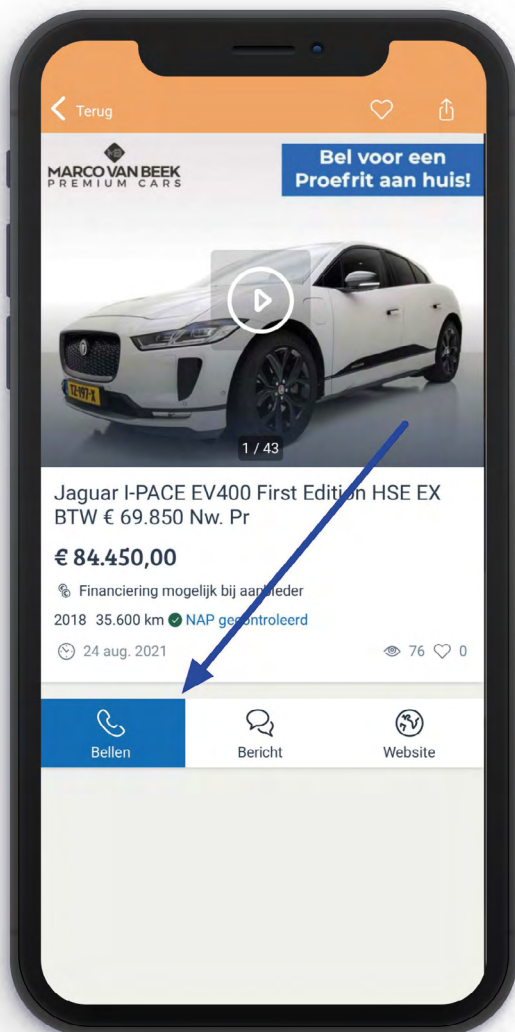 Terug
MARCO VAN BEEK
PREMIUM CARS
Bel voor een
Proefrit aan huis!
1 / 43
Jaguar I-PACE EV400 First Edition HSE EX
BTW € 69.850 Nw. Pr
€ 84.450,00
Financiering mogelijk bij aanbieder
2018 35.600 km NAP gecontroleerd
24 aug. 2021
76
0
Bellen
Bericht
Website